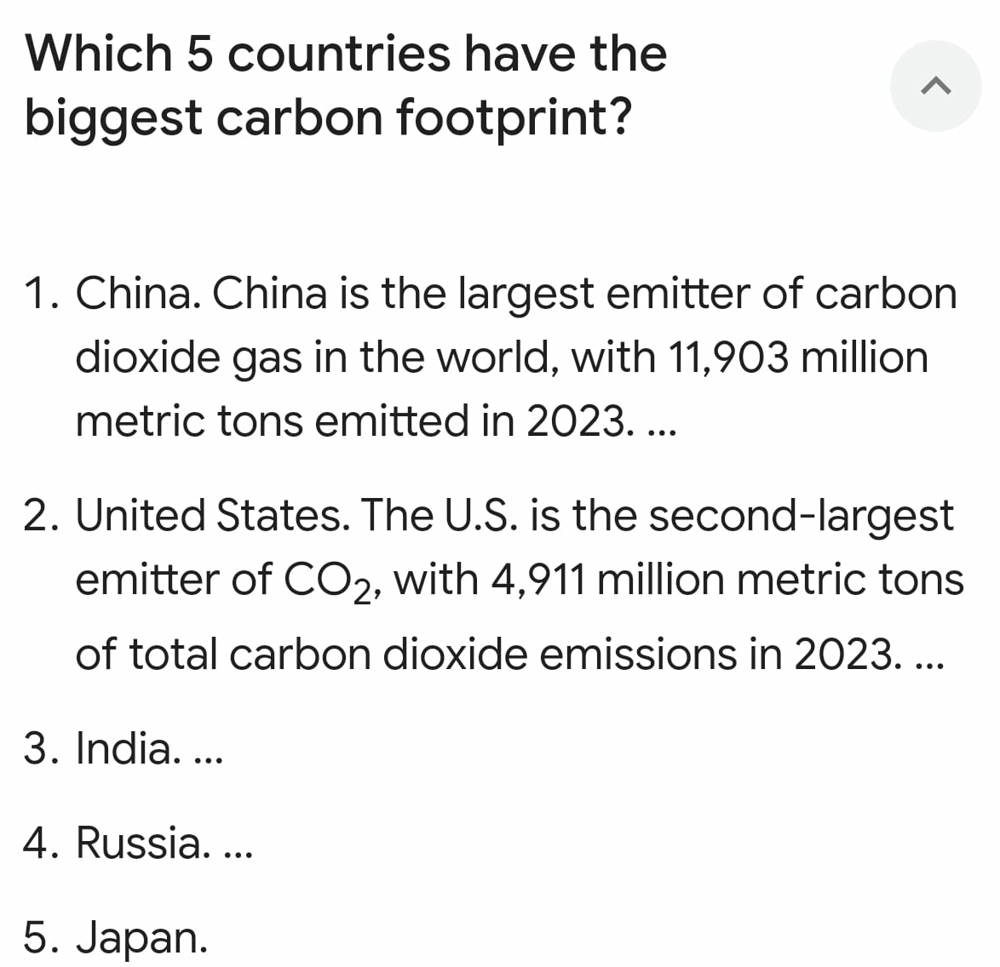 Which 5 countries have the
biggest carbon footprint?
1. China. China is the largest emitter of carbon
dioxide gas in the world, with 11,903 million
metric tons emitted in 2023. ...
2. United States. The U.S. is the second-largest
emitter of CO₂, with 4,911 million metric tons
of total carbon dioxide emissions in 2023. ...
3. India. ...
4. Russia. ...
5. Japan.